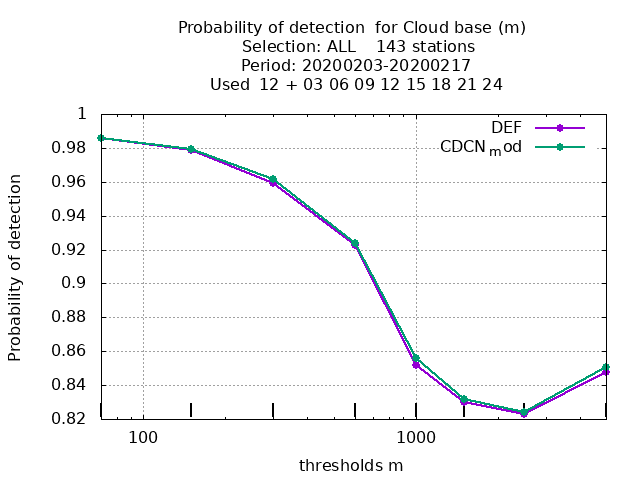 Probability of detection  for Cloud base (m)
Selection: ALL    143 stations
Period: 20200203-20200217
Used  12 + 03 06 09 12 15 18 21 24
DEF
CDCNmod
1
0.98
0.96
0.94
0.92
0.9
0.88
0.86
0.84
0.82
Probability of detection
100
1000
thresholds m